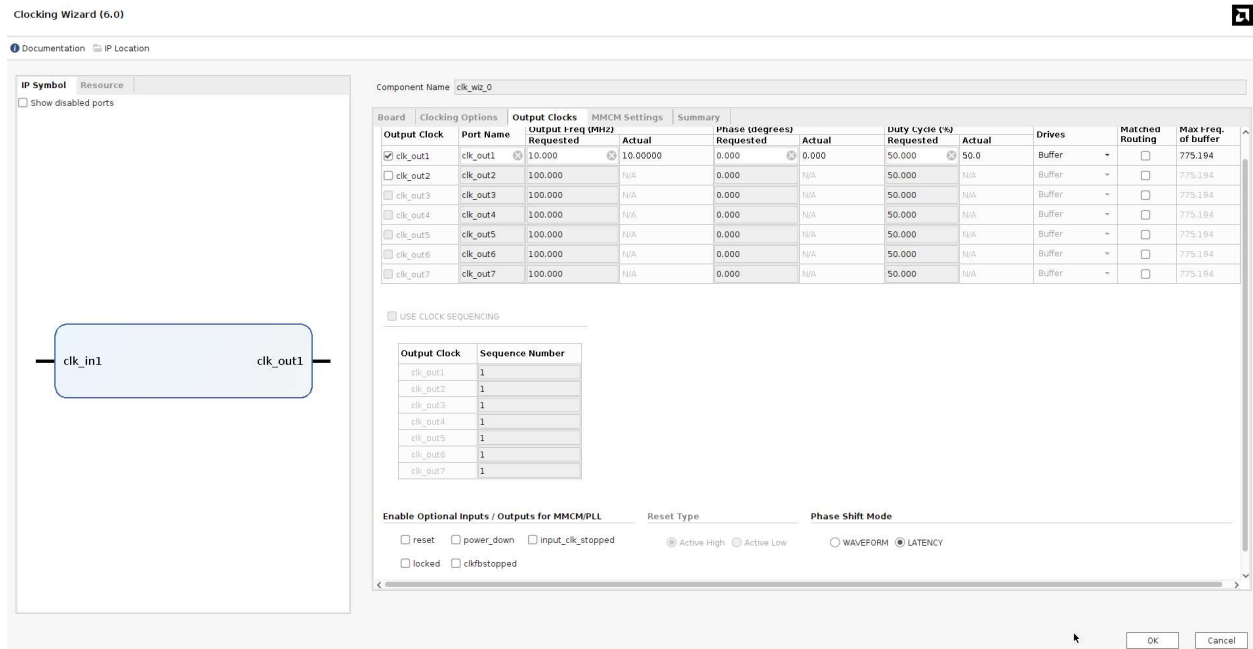 Clocking Wizard (6.0)
Documentation IP Location
IP Symbol Resource
Show disabled ports
clk_in1 clk_out1
Component Name clk_wiz_0
Board Clocking Options Output Clocks MMCM Settings Summary
Output Clock Port Name Output Freq (MHz) Phase (degrees) Duty Cycle (%) Drives Matched Routing Max Freq. of buffer
Requested Actual Requested Actual Requested Actual
clk_out1 clk_out1 10.000 10.00000 0.000 0.000 50.000 50.0 Buffer 775.194
clk_out2 clk_out2 100.000 N/A 0.000 N/A 50.000 N/A Buffer 775.194
clk_out3 clk_out3 100.000 N/A 0.000 N/A 50.000 N/A Buffer 775.194
clk_out4 clk_out4 100.000 N/A 0.000 N/A 50.000 N/A Buffer 775.194
clk_out5 clk_out5 100.000 N/A 0.000 N/A 50.000 N/A Buffer 775.194
clk_out6 clk_out6 100.000 N/A 0.000 N/A 50.000 N/A Buffer 775.194
clk_out7 clk_out7 100.000 N/A 0.000 N/A 50.000 N/A Buffer 775.194
USE CLOCK SEQUENCING
Output Clock Sequence Number
clk_out1 1
clk_out2 1
clk_out3 1
clk_out4 1
clk_out5 1
clk_out6 1
clk_out7 1
Enable Optional Inputs / Outputs for MMCM/PLL Reset Type Phase Shift Mode
reset power_down input_clk_stopped Active High Active Low WAVEFORM LATENCY
locked clkfbstopped
OK Cancel